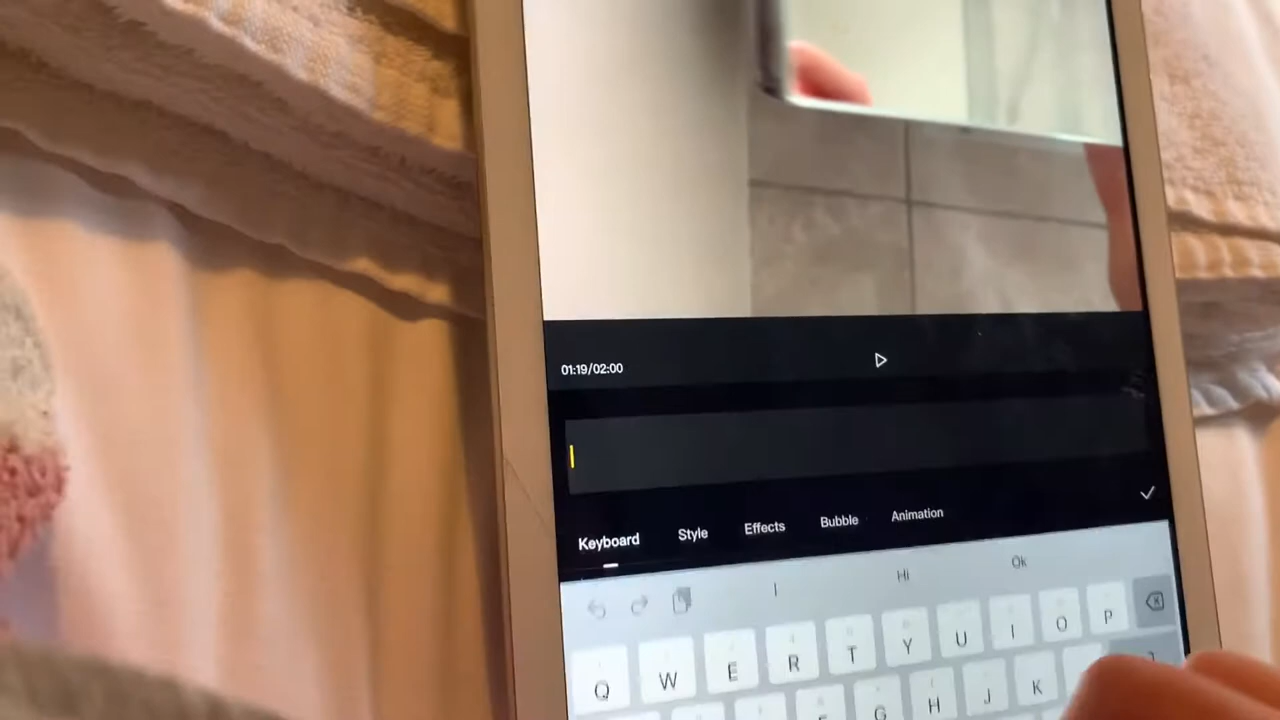 01:19/02:00
Keyboard Style Effects Bubble Animation
I Hi Ok
Q W E R T Y U I O P
G H J K